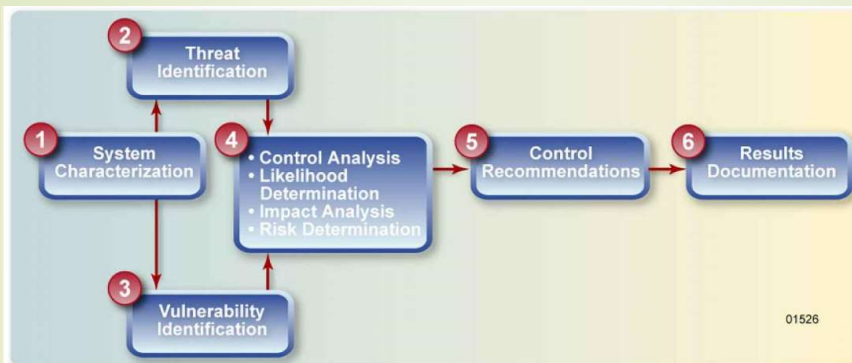 1
System
Characterization
2
Threat
Identification
3
Vulnerability
Identification
4
• Control Analysis
• Likelihood
Determination
• Impact Analysis
• Risk Determination
5
Control
Recommendations
6
Results
Documentation
01526